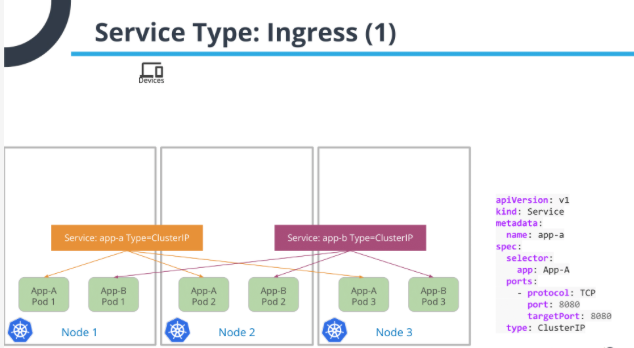 Service Type: Ingress (1)
Devices
Service: app-a Type=ClusterIP
Service: app-b Type=ClusterIP
App-A
Pod 1
App-B
Pod 1
App-A
Pod 2
App-B
Pod 2
App-A
Pod 3
App-B
Pod 3
Node 1
Node 2
Node 3
apiVersion: v1
kind: Service
metadata:
  name: app-a
spec:
  selector:
    app: App-A
  ports:
    - protocol: TCP
      port: 8080
      targetPort: 8080
  type: ClusterIP